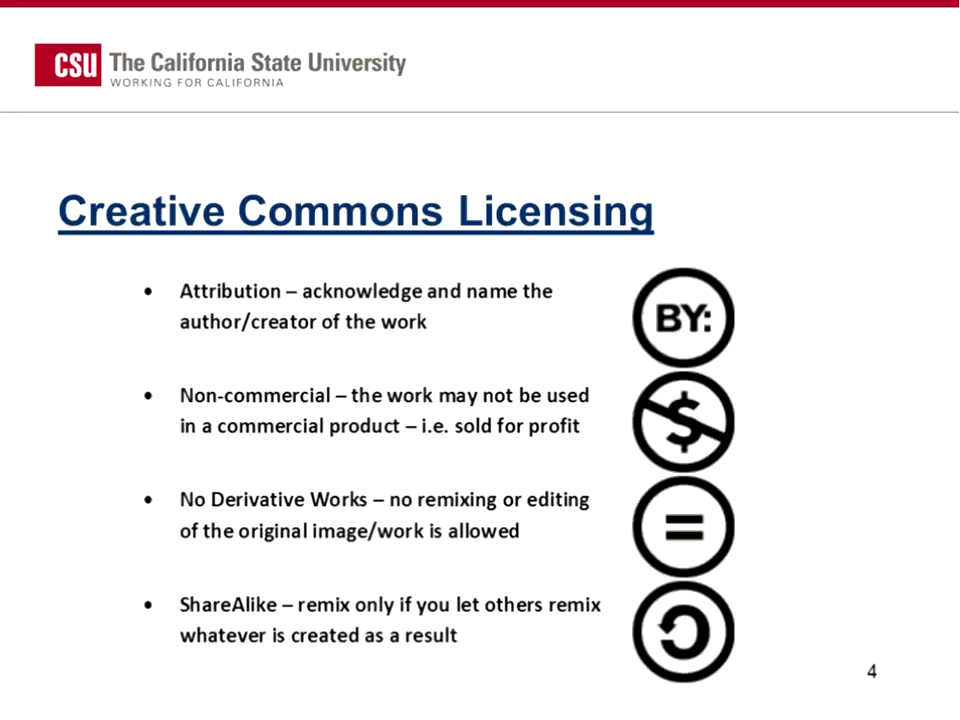 CSU The California State University
WORKING FOR CALIFORNIA
Creative Commons Licensing
• Attribution – acknowledge and name the
author/creator of the work
BY:
• Non-commercial – the work may not be used
in a commercial product – i.e. sold for profit
$
• No Derivative Works – no remixing or editing
of the original image/work is allowed
=
• ShareAlike – remix only if you let others remix
whatever is created as a result
4